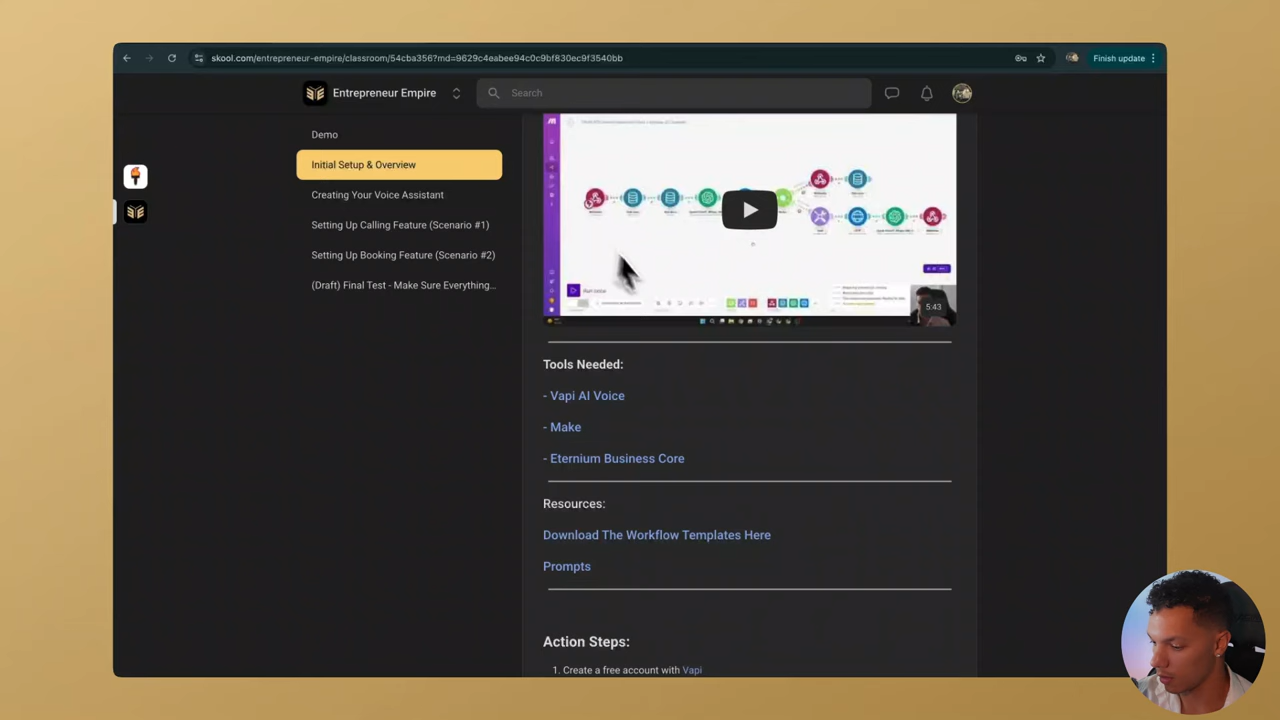 skool.com/entrepreneur-empire/classroom/54cba356?md=9629c4eabee94c0c9bf830ec9f3540bb
Finish update
Entrepreneur Empire
Search
Demo
Initial Setup & Overview
Creating Your Voice Assistant
Setting Up Calling Feature (Scenario #1)
Setting Up Booking Feature (Scenario #2)
(Draft) Final Test - Make Sure Everything...
5:43
Tools Needed:
- Vapi AI Voice
- Make
- Eternium Business Core
Resources:
Download The Workflow Templates Here
Prompts
Action Steps:
1. Create a free account with Vapi